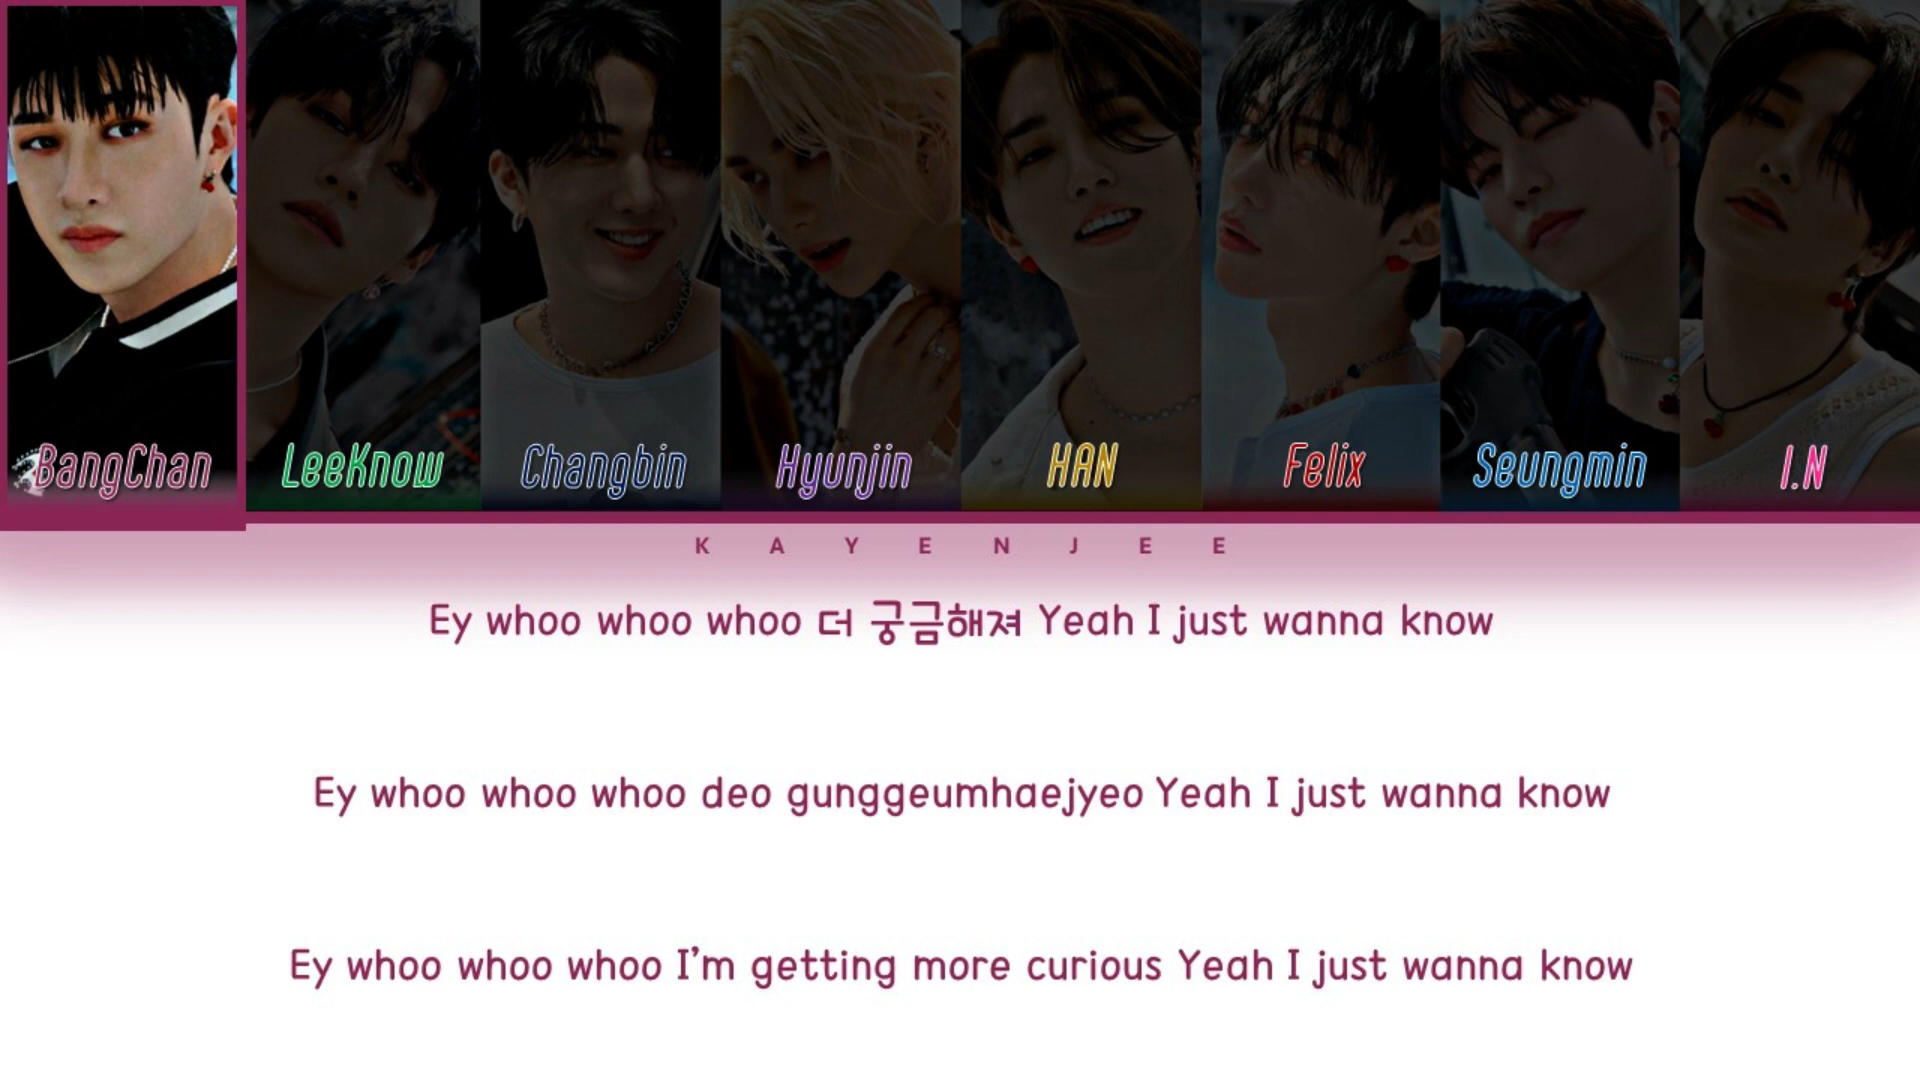 BangChan LeeKnow Changbin Hyunjin HAN Felix Seungmin I.N
KAYENJEE
Ey whoo whoo whoo 더 궁금해져 Yeah I just wanna know
Ey whoo whoo whoo deo gunggeumhaejyeo Yeah I just wanna know
Ey whoo whoo whoo I'm getting more curious Yeah I just wanna know